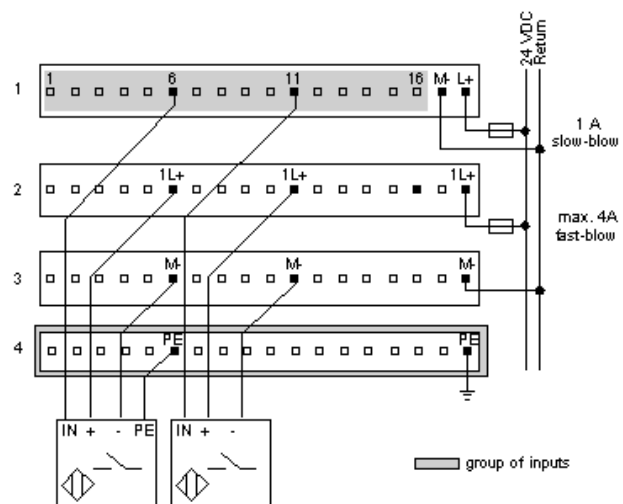 24 VDC
Return
1 6 11 16 M- L+
1
1 A
slow-blow
1L+ 1L+ 1L+
2
max. 4A
fast-blow
M- M- M-
3
PE PE
4
IN + - PE IN + -
group of inputs